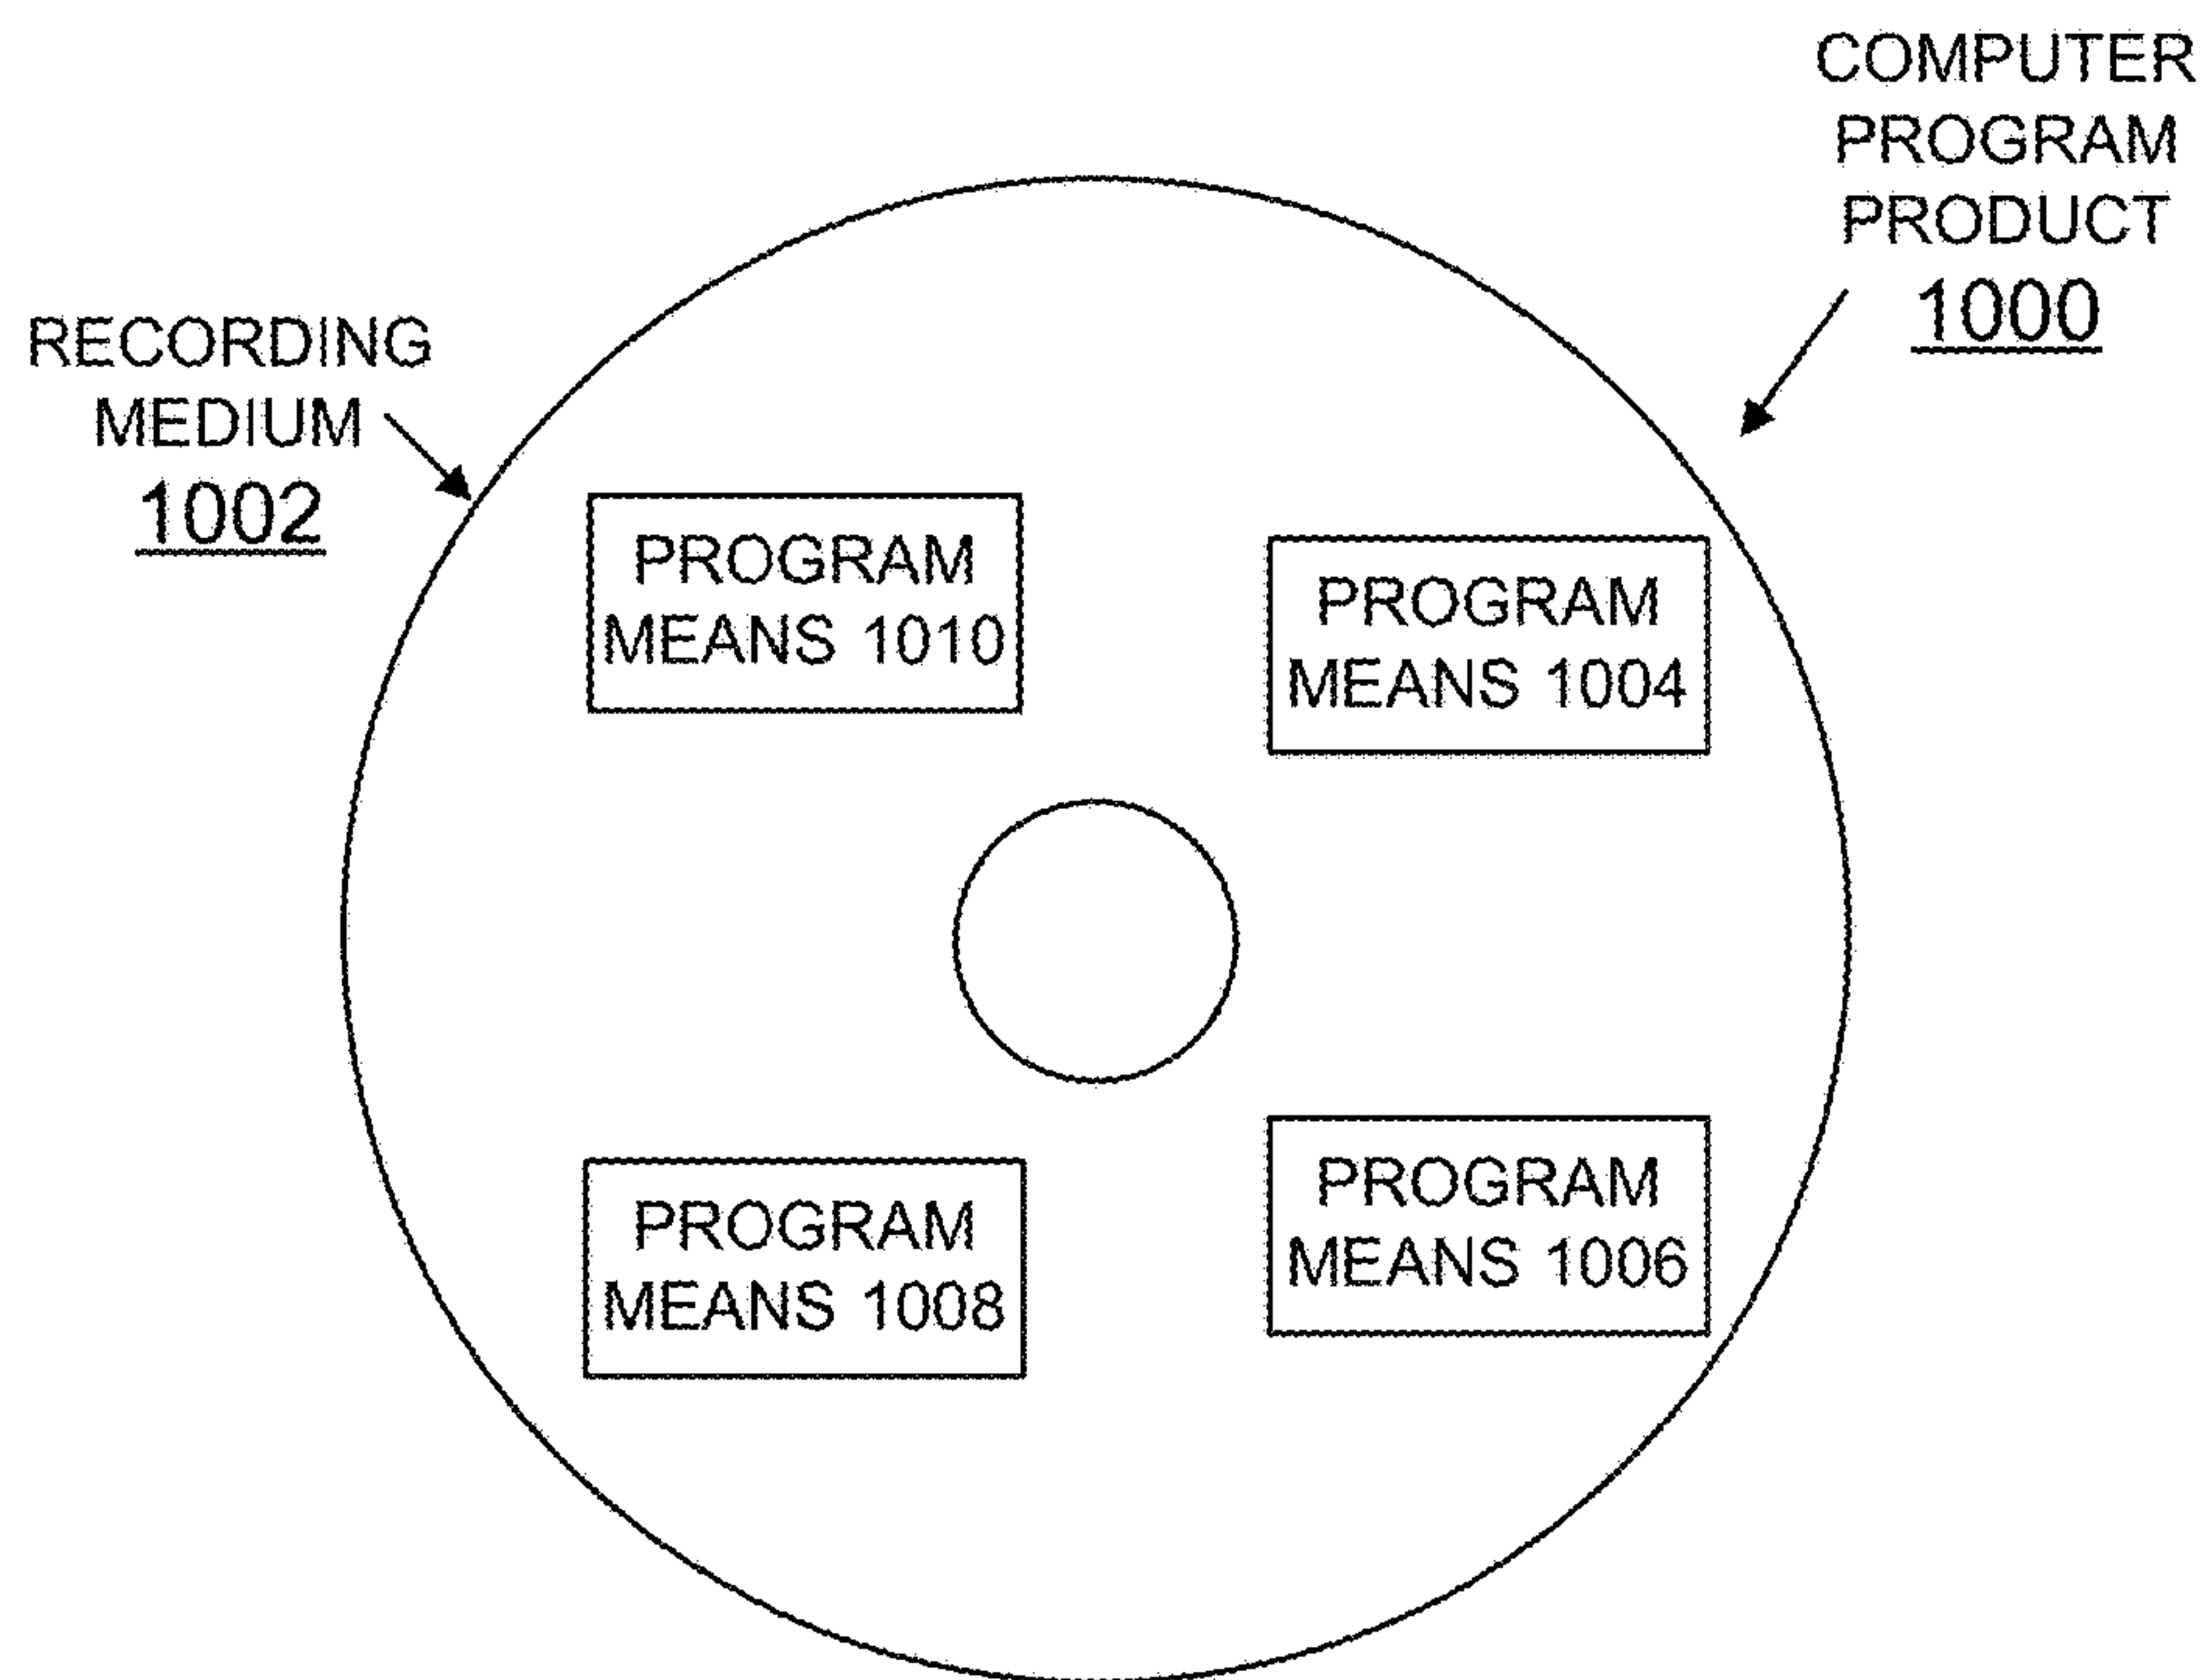 COMPUTER
PROGRAM
PRODUCT
1000
RECORDING
MEDIUM
1002
PROGRAM
MEANS 1010
PROGRAM
MEANS 1004
PROGRAM
MEANS 1008
PROGRAM
MEANS 1006